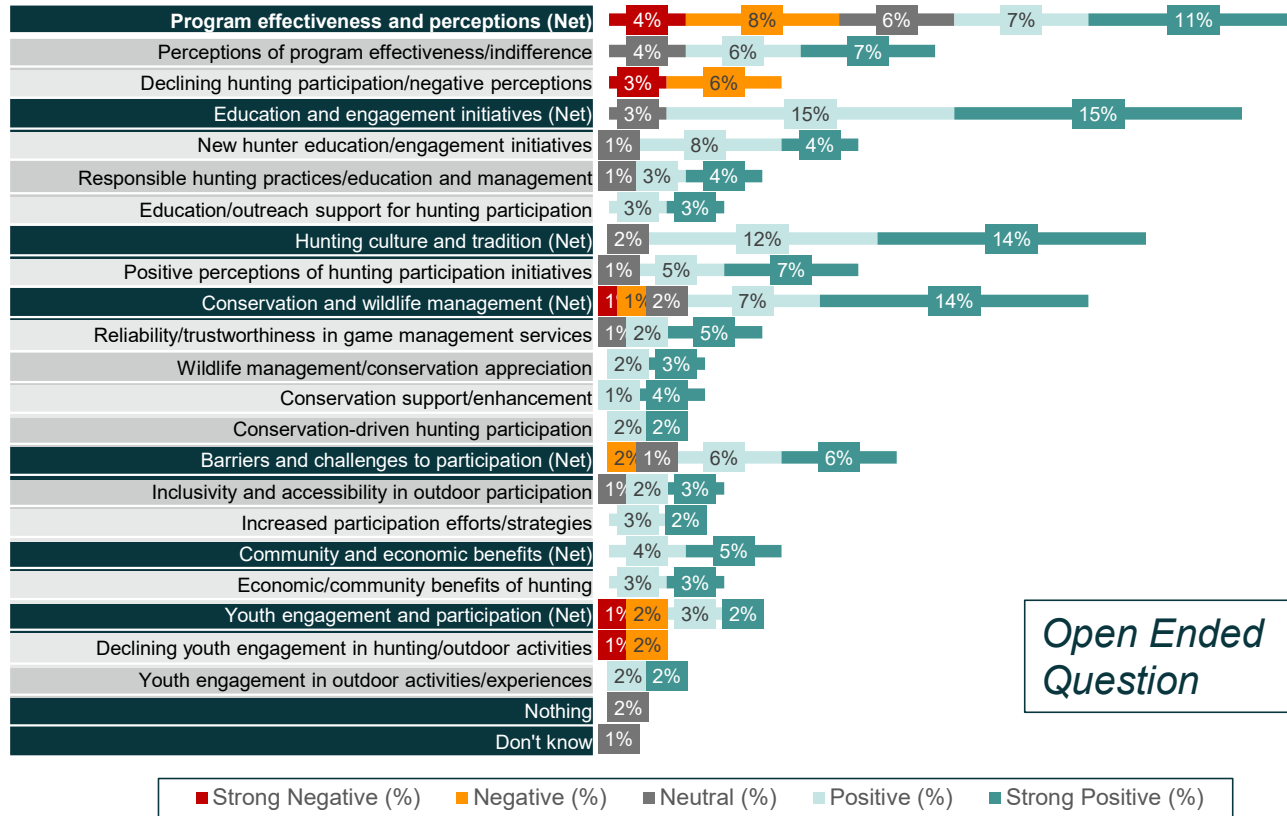 Program effectiveness and perceptions (Net) 4% 8% 6% 7% 11%
Perceptions of program effectiveness/indifference 4% 6% 7%
Declining hunting participation/negative perceptions 3% 6%
Education and engagement initiatives (Net) 3% 15% 15%
New hunter education/engagement initiatives 1% 8% 4%
Responsible hunting practices/education and management 1% 3% 4%
Education/outreach support for hunting participation 3% 3%
Hunting culture and tradition (Net) 2% 12% 14%
Positive perceptions of hunting participation initiatives 1% 5% 7%
Conservation and wildlife management (Net) 1% 1% 2% 7% 14%
Reliability/trustworthiness in game management services 1% 2% 5%
Wildlife management/conservation appreciation 2% 3%
Conservation support/enhancement 1% 4%
Conservation-driven hunting participation 2% 2%
Barriers and challenges to participation (Net) 2% 1% 6% 6%
Inclusivity and accessibility in outdoor participation 1% 2% 3%
Increased participation efforts/strategies 3% 2%
Community and economic benefits (Net) 4% 5%
Economic/community benefits of hunting 3% 3%
Youth engagement and participation (Net) 1% 2% 3% 2%
Declining youth engagement in hunting/outdoor activities 1% 2%
Youth engagement in outdoor activities/experiences 2% 2%
Nothing 2%
Don't know 1%
Open Ended
Question
Strong Negative (%) Negative (%) Neutral (%) Positive (%) Strong Positive (%)